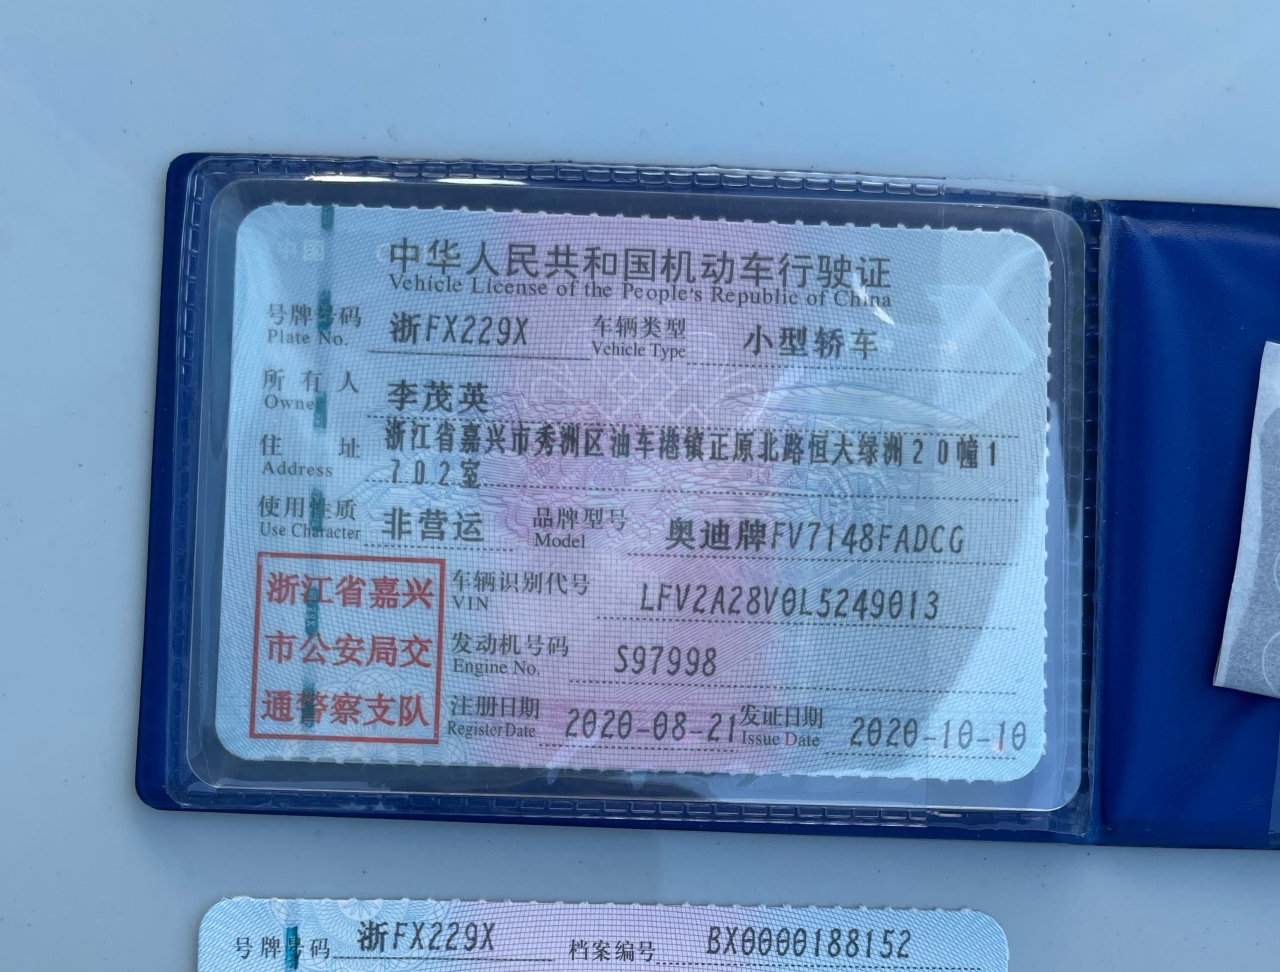 中华人民共和国机动车行驶证
Vehicle License of the People's Republic of China
号牌号码 浙FX229X 车辆类型 小型轿车
Plate No. Vehicle Type
所有人 李茂英
Owner
住址 浙江省嘉兴市秀洲区油车港镇正原北路恒大绿洲20幢1
Address 702室
使用性质 非营运 品牌型号 奥迪牌FV7148FADCG
Use Character Model
浙江省嘉兴
市公安局交
通警察支队
车辆识别代号 LFV2A28V0L5249013
VIN
发动机号码 S97998
Engine No.
注册日期 2020-08-21 发证日期 2020-10-10
Register Date Issue Date
号牌号码 浙FX229X 档案编号 BX0000188152